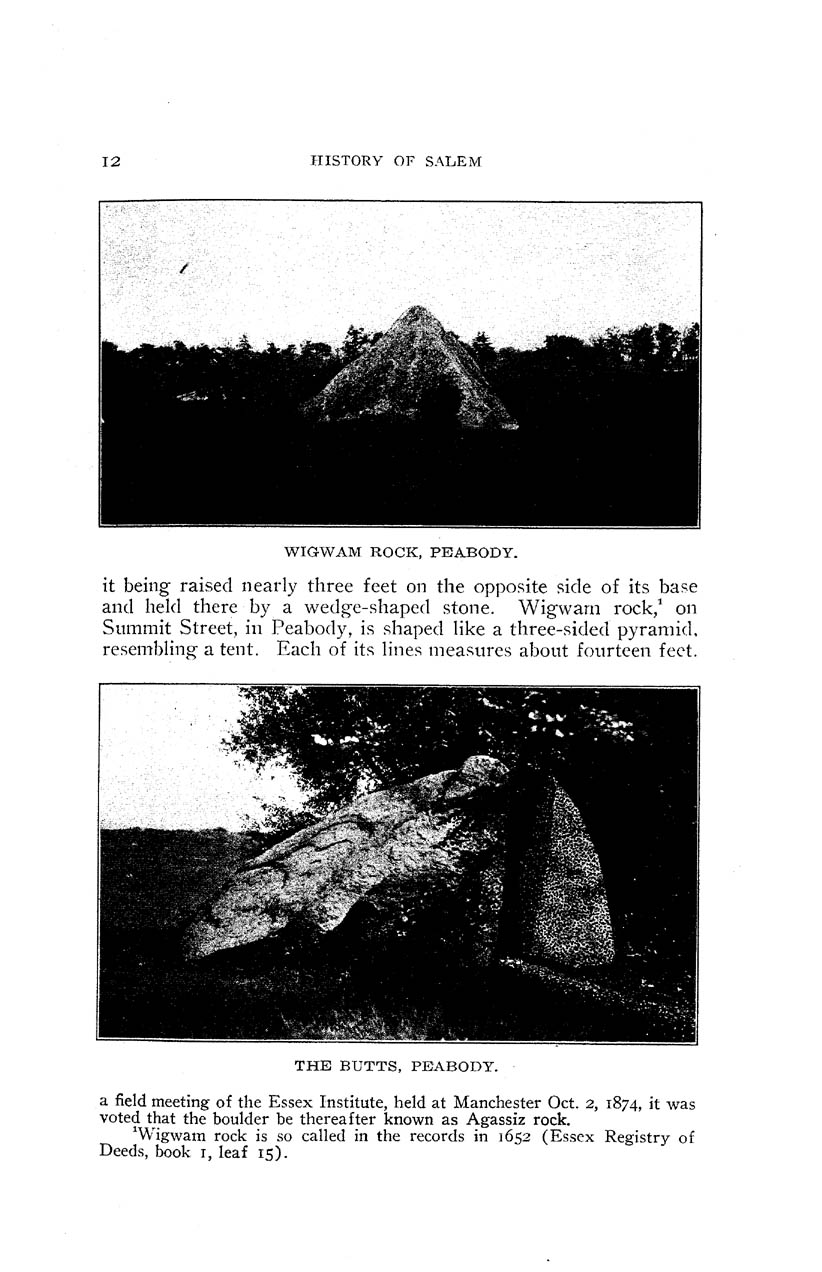 12 HISTORY OF SALEM
WIGWAM ROCK, PEABODY.
it being raised nearly three feet on the opposite side of its base
and held there by a wedge-shaped stone. Wigwam rock,¹ on
Summit Street, in Peabody, is shaped like a three-sided pyramid,
resembling a tent. Each of its lines measures about fourteen feet.
THE BUTTS, PEABODY.
a field meeting of the Essex Institute, held at Manchester Oct. 2, 1874, it was
voted that the boulder be thereafter known as Agassiz rock.
¹Wigwam rock is so called in the records in 1652 (Essex Registry of
Deeds, book 1, leaf 15).